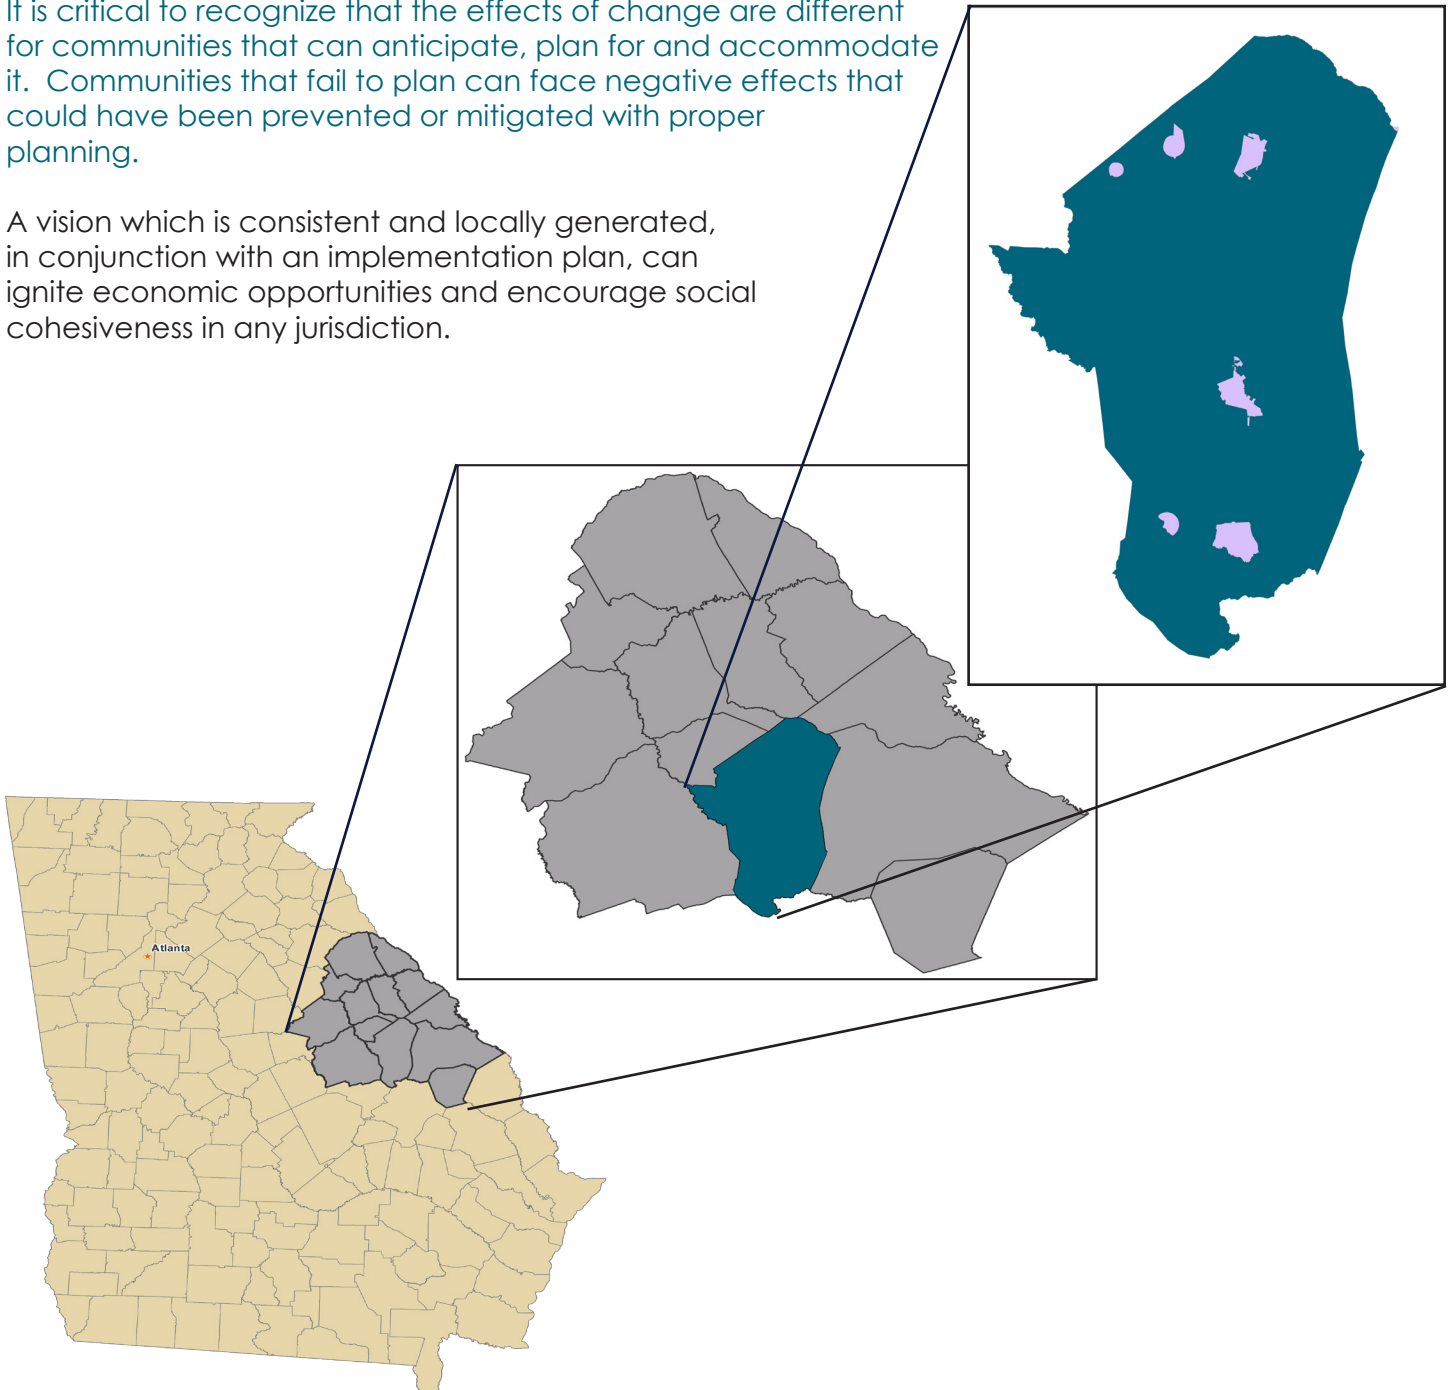 It is critical to recognize that the effects of change are different
for communities that can anticipate, plan for and accommodate
it.  Communities that fail to plan can face negative effects that
could have been prevented or mitigated with proper
planning.
A vision which is consistent and locally generated,
in conjunction with an implementation plan, can
ignite economic opportunities and encourage social
cohesiveness in any jurisdiction.
Atlanta